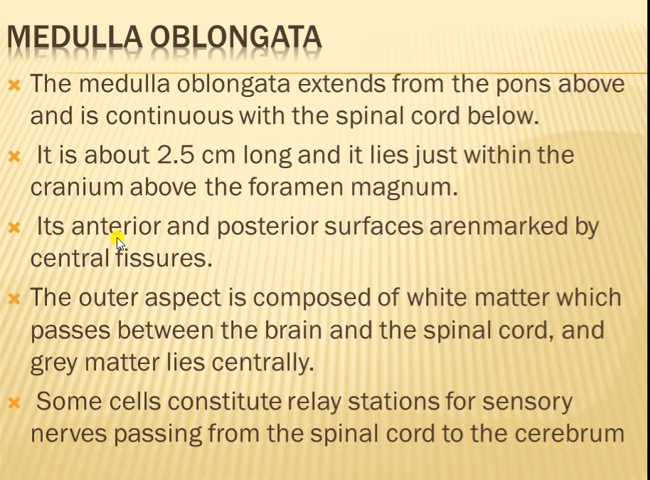 MEDULLA OBLONGATA
The medulla oblongata extends from the pons above
and is continuous with the spinal cord below.
It is about 2.5 cm long and it lies just within the
cranium above the foramen magnum.
Its anterior and posterior surfaces arenmarked by
central fissures.
The outer aspect is composed of white matter which
passes between the brain and the spinal cord, and
grey matter lies centrally.
Some cells constitute relay stations for sensory
nerves passing from the spinal cord to the cerebrum